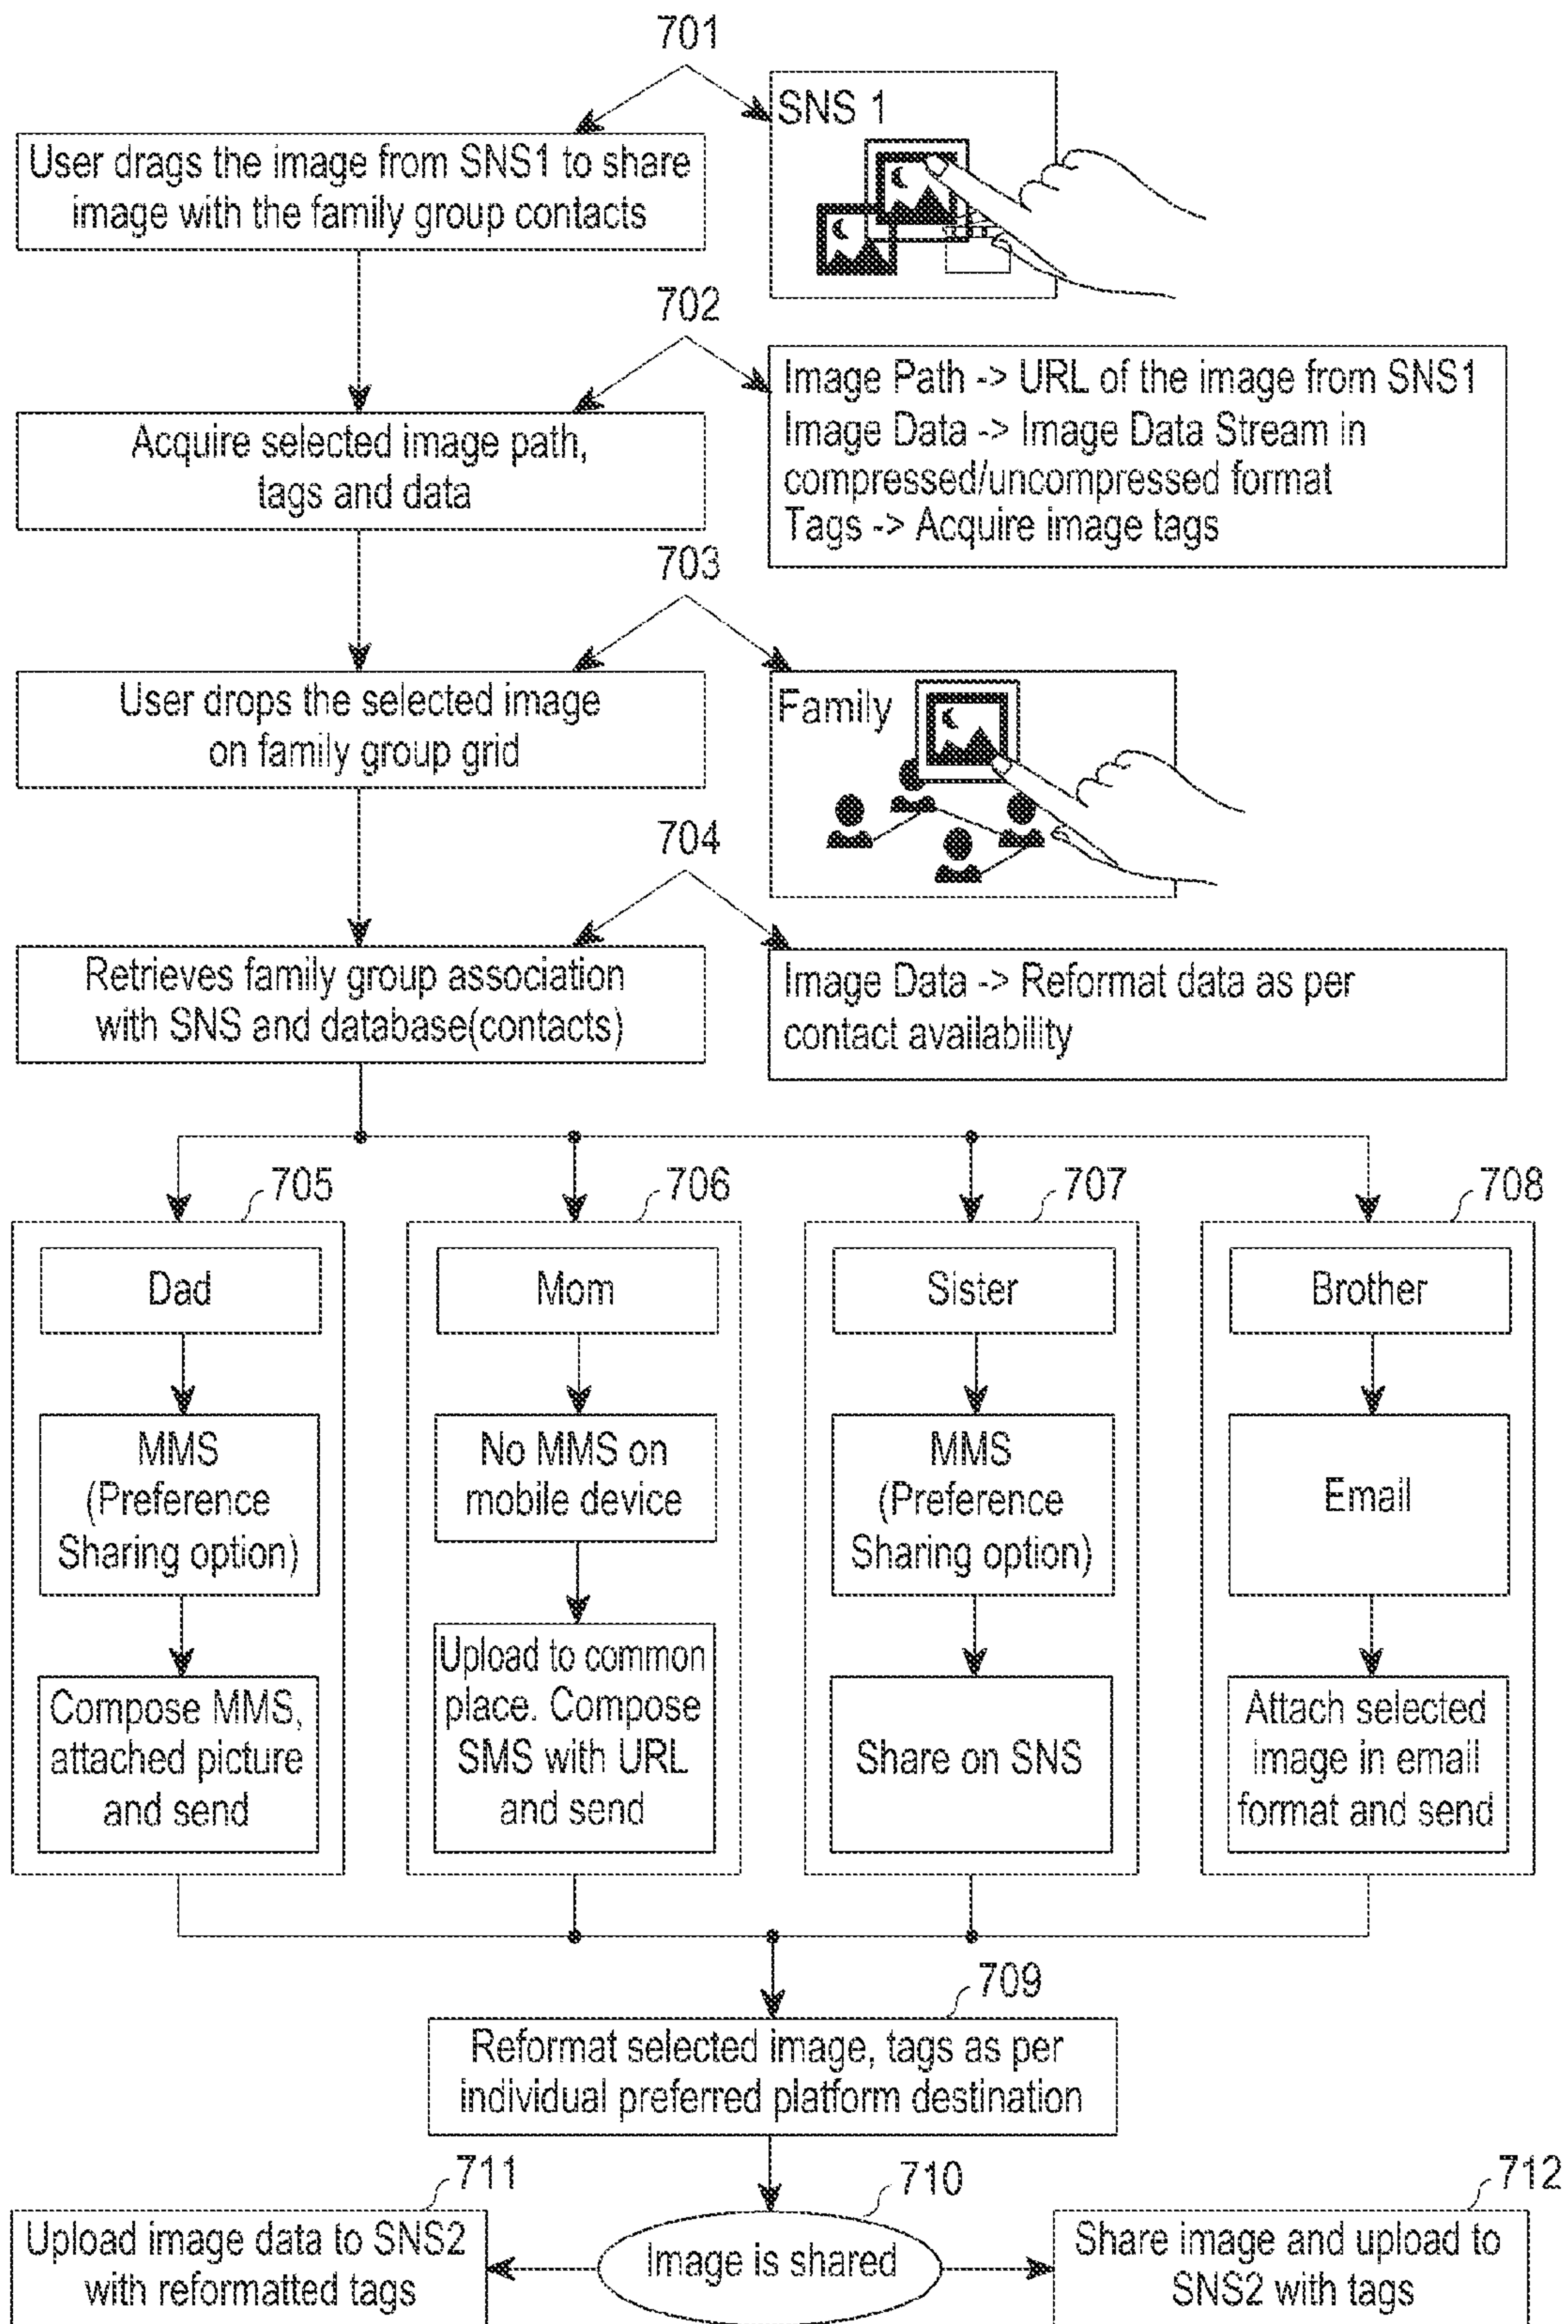 701
SNS 1
User drags the image from SNS1 to share
image with the family group contacts
702
Image Path -> URL of the image from SNS1
Image Data -> Image Data Stream in
compressed/uncompressed format
Tags -> Acquire image tags
Acquire selected image path,
tags and data
703
User drops the selected image
on family group grid
Family
704
Retrieves family group association
with SNS and database(contacts)
Image Data -> Reformat data as per
contact availability
705
Dad
MMS
(Preference
Sharing option)
Compose MMS,
attached picture
and send
706
Mom
No MMS on
mobile device
Upload to common
place. Compose
SMS with URL
and send
707
Sister
MMS
(Preference
Sharing option)
Share on SNS
708
Brother
Email
Attach selected
image in email
format and send
709
Reformat selected image, tags as per
individual preferred platform destination
710
Image is shared
711
Upload image data to SNS2
with reformatted tags
712
Share image and upload to
SNS2 with tags